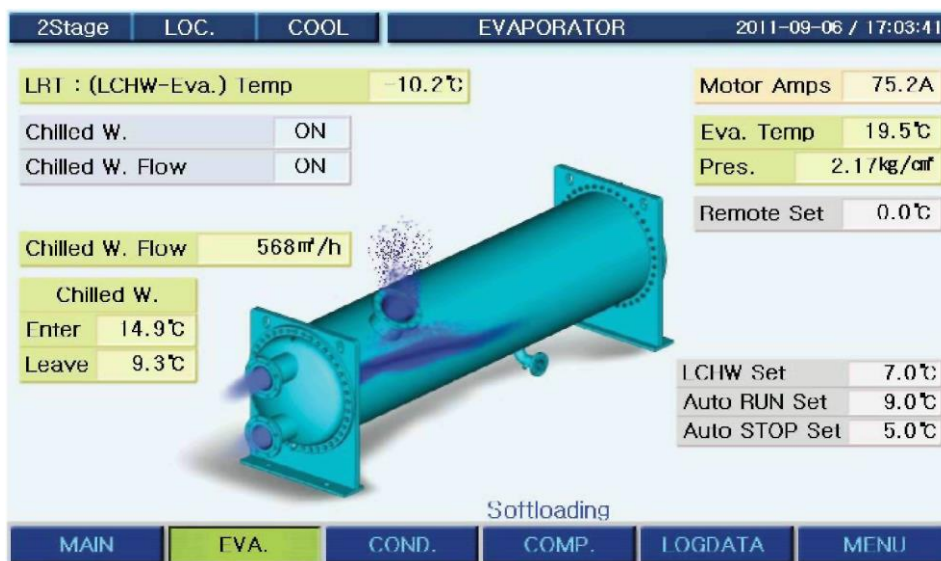 2Stage LOC. COOL EVAPORATOR 2011-09-06 / 17:03:41
LRT : (LCHW-Eva.) Temp -10.2℃
Motor Amps 75.2A
Chilled W. ON
Eva. Temp 19.5℃
Chilled W. Flow ON
Pres. 2.17kg/㎠
Remote Set 0.0℃
Chilled W. Flow 568㎥/h
Chilled W.
Enter 14.9℃
Leave 9.3℃
LCHW Set 7.0℃
Auto RUN Set 9.0℃
Auto STOP Set 5.0℃
Softloading
MAIN EVA. COND. COMP. LOGDATA MENU